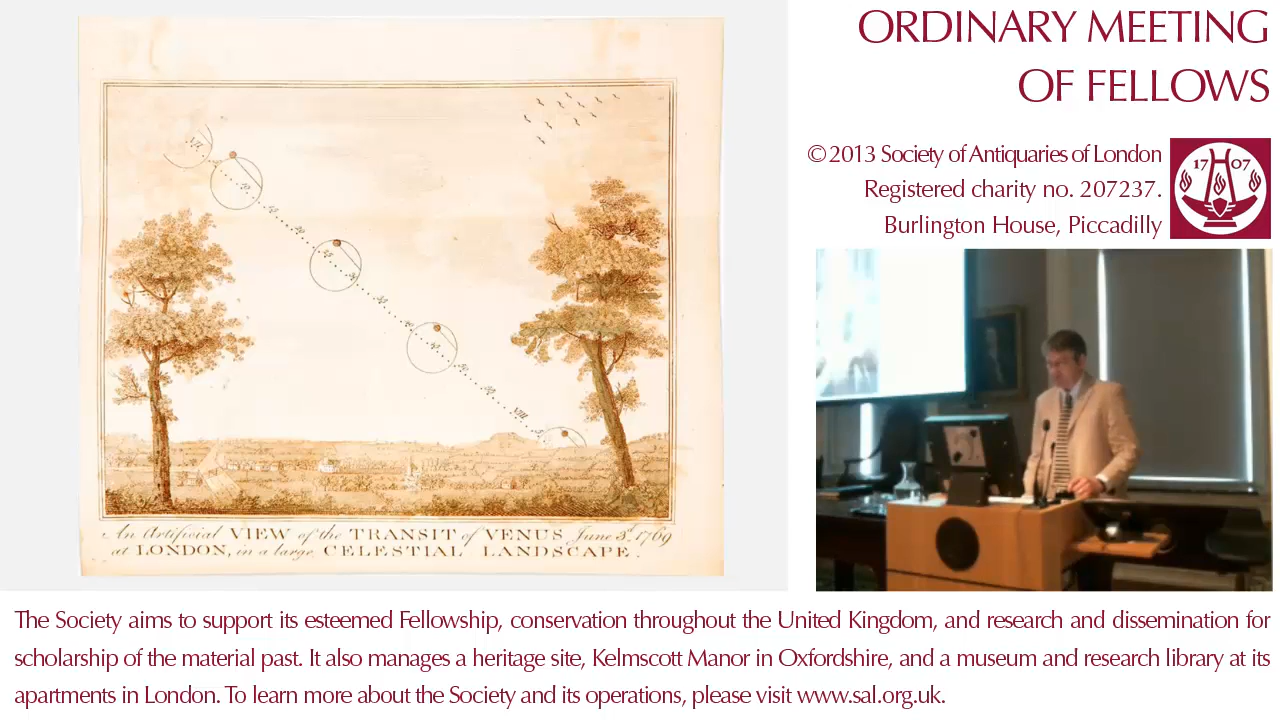 ORDINARY MEETING
OF FELLOWS
© 2013 Society of Antiquaries of London
Registered charity no. 207237.
Burlington House, Piccadilly
17 07
VII
VIII
An Artificial VIEW of the TRANSIT of VENUS June 3d. 1769
at LONDON, in a large CELESTIAL LANDSCAPE.
The Society aims to support its esteemed Fellowship, conservation throughout the United Kingdom, and research and dissemination for
scholarship of the material past. It also manages a heritage site, Kelmscott Manor in Oxfordshire, and a museum and research library at its
apartments in London. To learn more about the Society and its operations, please visit www.sal.org.uk.